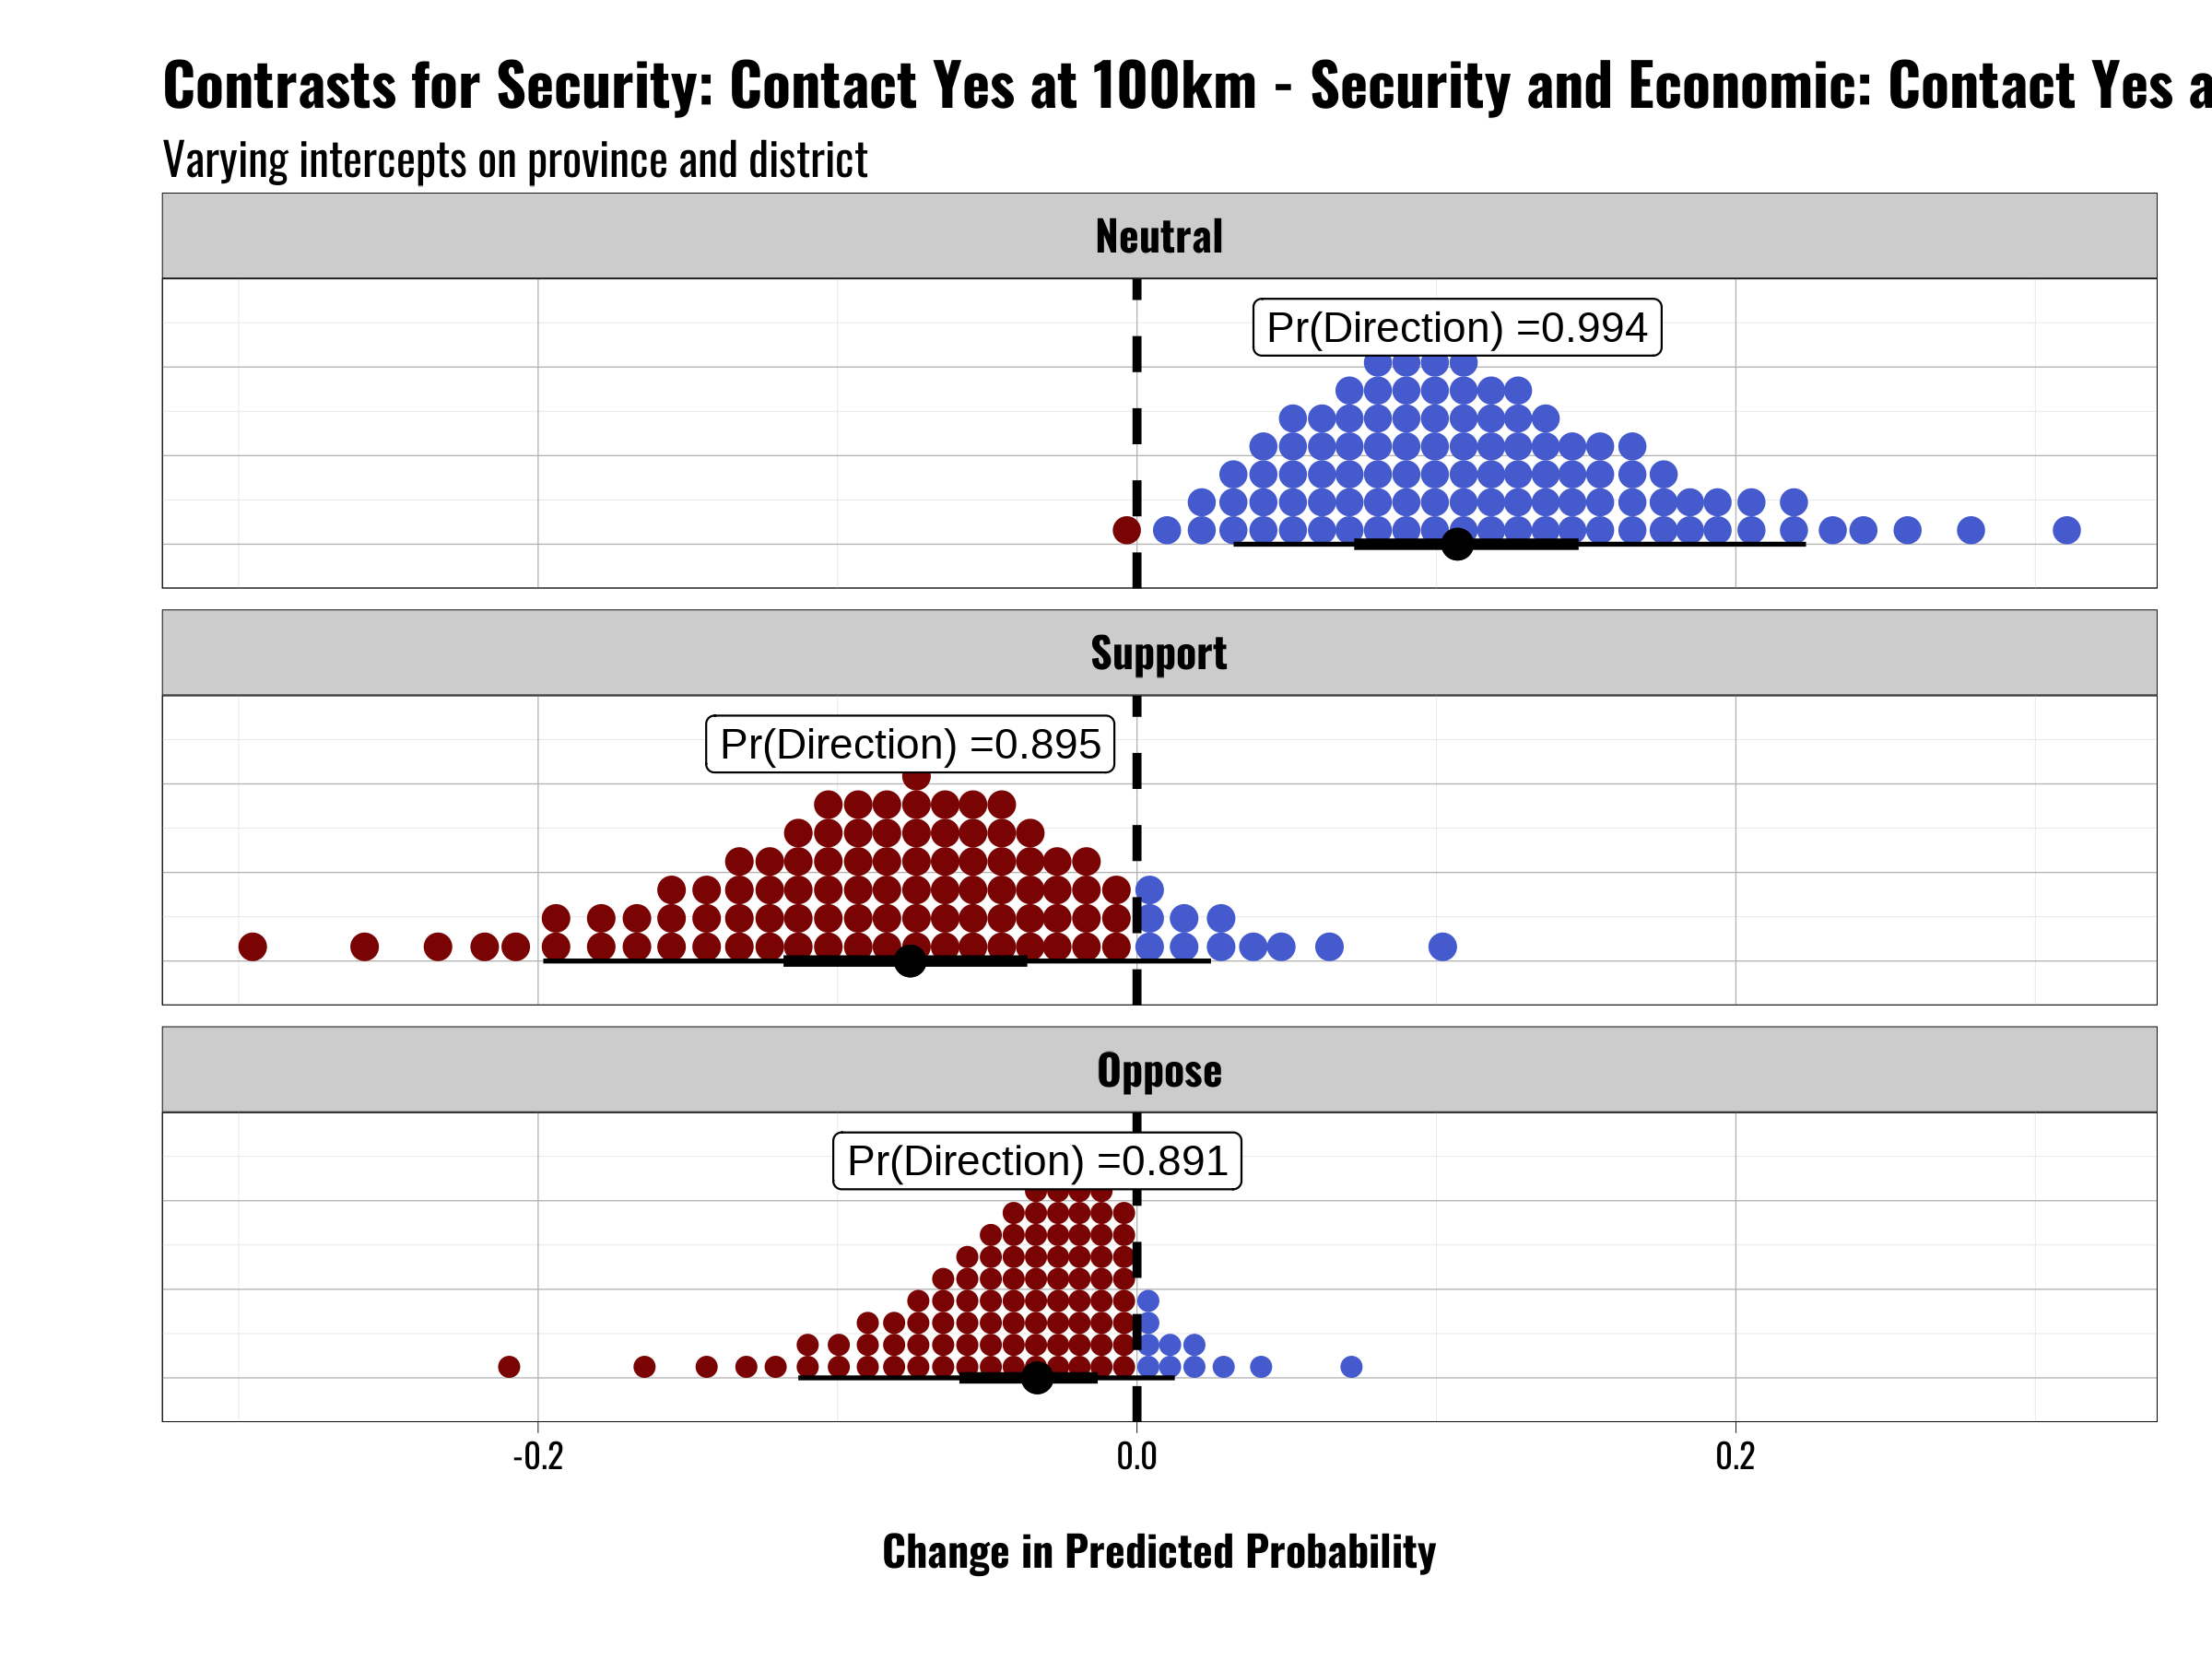 Contrasts for Security: Contact Yes at 100km - Security and Economic: Contact Yes a
Varying intercepts on province and district
Neutral
Pr(Direction) =0.994
Support
Pr(Direction) =0.895
Oppose
Pr(Direction) =0.891
-0.2 0.0 0.2
Change in Predicted Probability